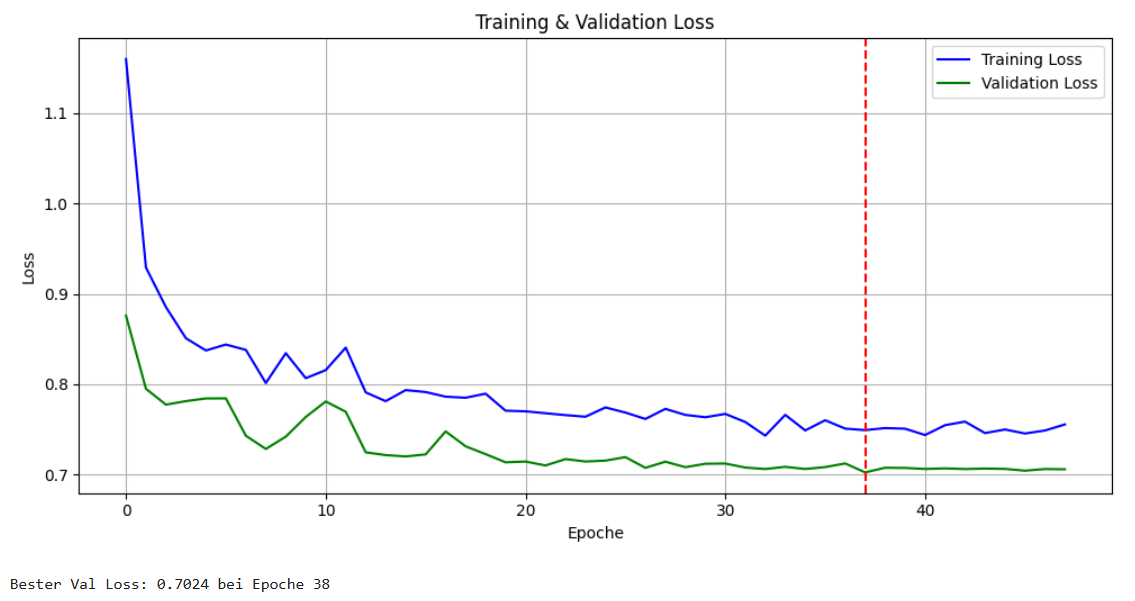 Training & Validation Loss
Training Loss
Validation Loss
1.1
1.0
0.9
0.8
0.7
Loss
0 10 20 30 40
Epoche
Bester Val Loss: 0.7024 bei Epoche 38